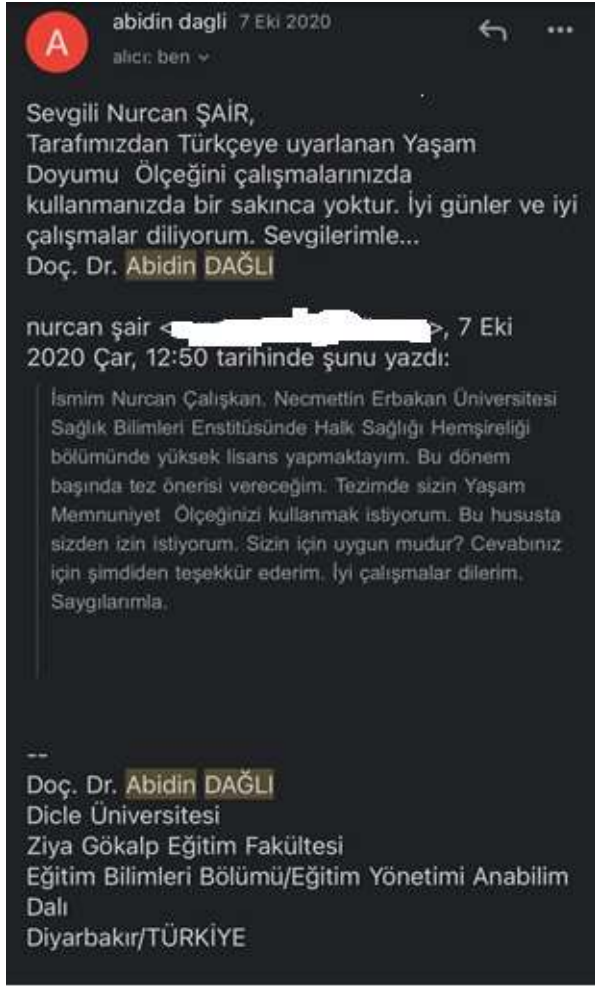 abidin dagli 7 Eki 2020
alıcı: ben
A
Sevgili Nurcan ŞAİR,
Tarafımızdan Türkçeye uyarlanan Yaşam
Doyumu Ölçeğini çalışmalarınızda
kullanmanızda bir sakınca yoktur. İyi günler ve iyi
çalışmalar diliyorum. Sevgilerimle...
Doç. Dr. Abidin DAĞLI
nurcan şair < >, 7 Eki
2020 Çar, 12:50 tarihinde şunu yazdı:
İsmim Nurcan Çalışkan. Necmettin Erbakan Üniversitesi
Sağlık Bilimleri Enstitüsünde Halk Sağlığı Hemşireliği
bölümünde yüksek lisans yapmaktayım. Bu dönem
başında tez önerisi vereceğim. Tezimde sizin Yaşam
Memnuniyet Ölçeğinizi kullanmak istiyorum. Bu hususta
sizden izin istiyorum. Sizin için uygun mudur? Cevabınız
için şimdiden teşekkür ederim. İyi çalışmalar dilerim.
Saygılarımla.
--
Doç. Dr. Abidin DAĞLI
Dicle Üniversitesi
Ziya Gökalp Eğitim Fakültesi
Eğitim Bilimleri Bölümü/Eğitim Yönetimi Anabilim
Dalı
Diyarbakır/TÜRKİYE